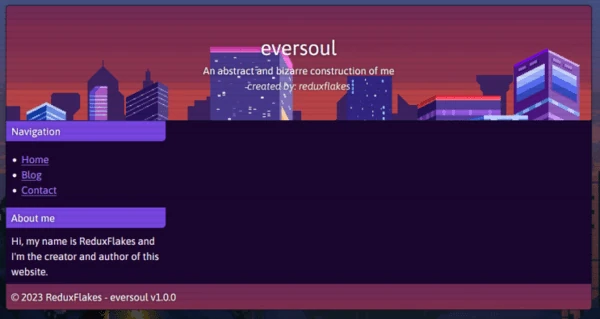 eversoul
An abstract and bizarre construction of me
-created by: reduxflakes
Navigation
Home
Blog
Contact
About me
Hi, my name is ReduxFlakes and
I'm the creator and author of this
website.
© 2023 ReduxFlakes - eversoul v1.0.0